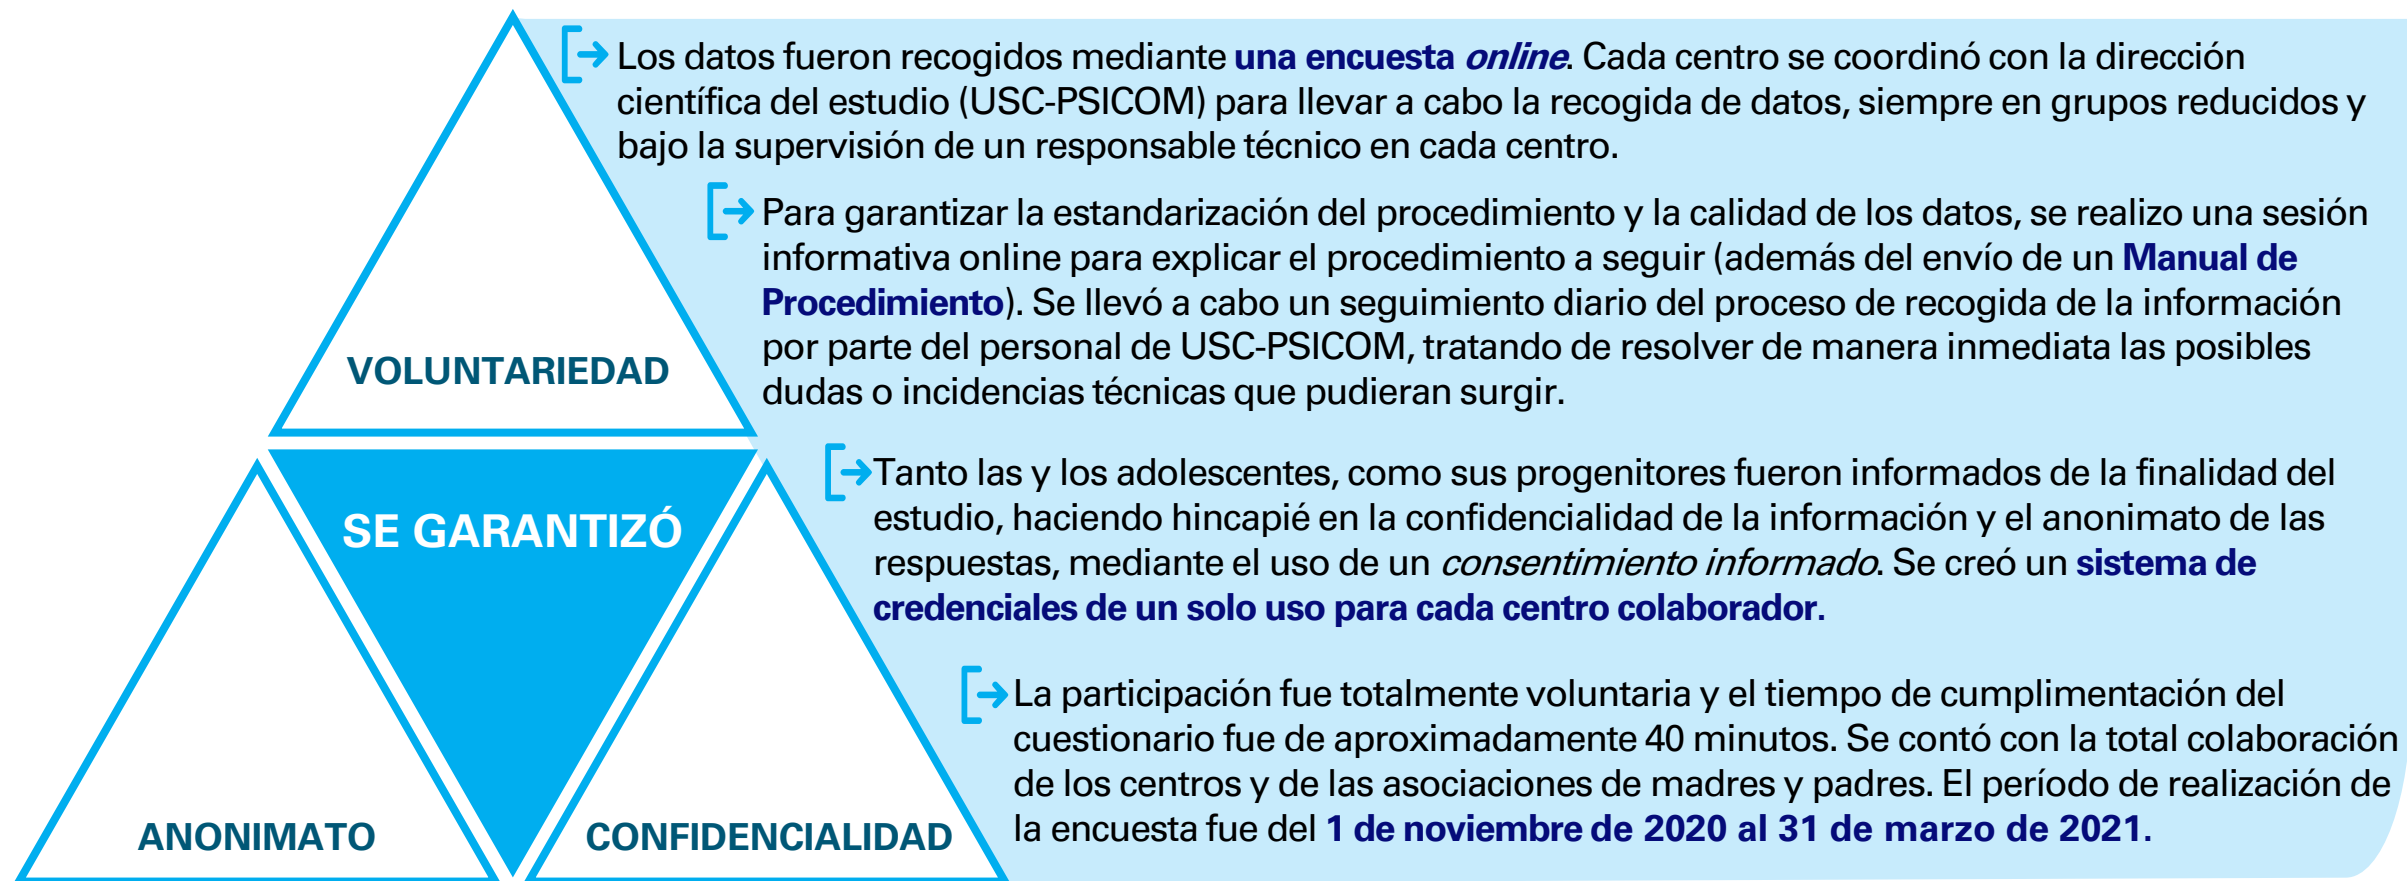 Los datos fueron recogidos mediante una encuesta online. Cada centro se coordinó con la dirección
científica del estudio (USC-PSICOM) para llevar a cabo la recogida de datos, siempre en grupos reducidos y
bajo la supervisión de un responsable técnico en cada centro.
Para garantizar la estandarización del procedimiento y la calidad de los datos, se realizo una sesión
informativa online para explicar el procedimiento a seguir (además del envío de un Manual de
Procedimiento). Se llevó a cabo un seguimiento diario del proceso de recogida de la información
por parte del personal de USC-PSICOM, tratando de resolver de manera inmediata las posibles
dudas o incidencias técnicas que pudieran surgir.
Tanto las y los adolescentes, como sus progenitores fueron informados de la finalidad del
estudio, haciendo hincapié en la confidencialidad de la información y el anonimato de las
respuestas, mediante el uso de un consentimiento informado. Se creó un sistema de
credenciales de un solo uso para cada centro colaborador.
La participación fue totalmente voluntaria y el tiempo de cumplimentación del
cuestionario fue de aproximadamente 40 minutos. Se contó con la total colaboración
de los centros y de las asociaciones de madres y padres. El período de realización de
la encuesta fue del 1 de noviembre de 2020 al 31 de marzo de 2021.
VOLUNTARIEDAD
SE GARANTIZÓ
ANONIMATO
CONFIDENCIALIDAD